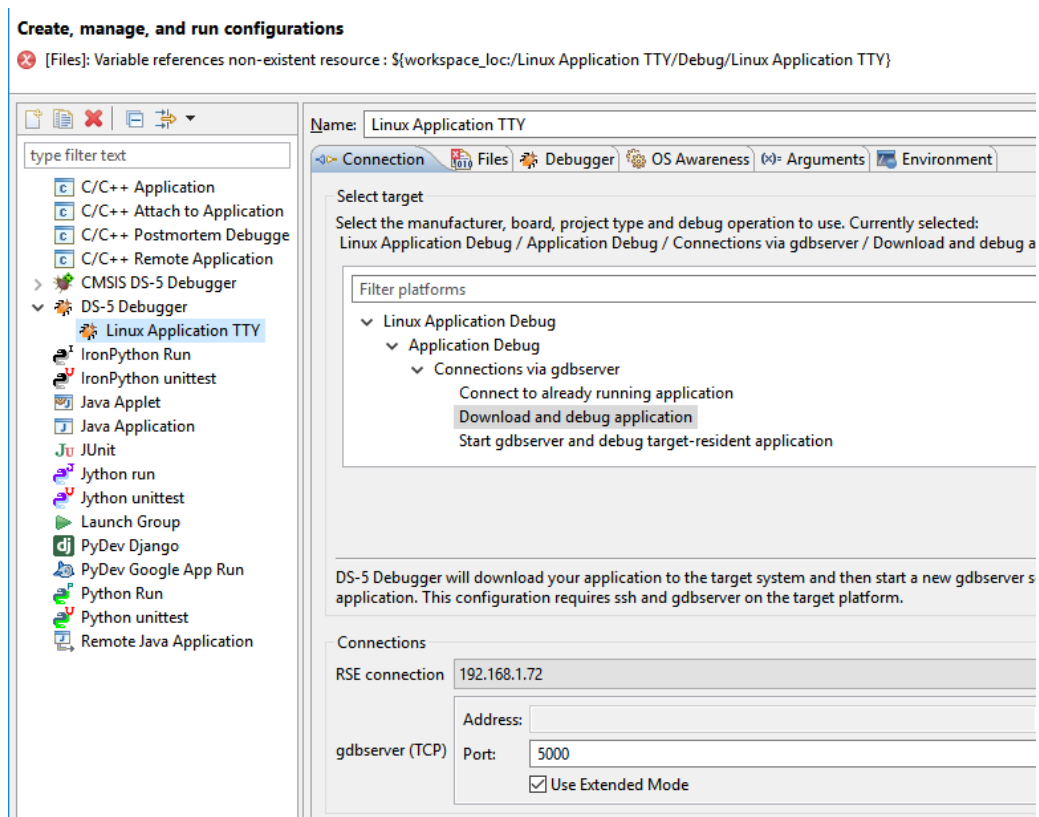 Create, manage, and run configurations
[Files]: Variable references non-existent resource : ${workspace_loc:/Linux Application TTY/Debug/Linux Application TTY}
type filter text
C/C++ Application
C/C++ Attach to Application
C/C++ Postmortem Debugge
C/C++ Remote Application
CMSIS DS-5 Debugger
DS-5 Debugger
Linux Application TTY
IronPython Run
IronPython unittest
Java Applet
Java Application
JUnit
Jython run
Jython unittest
Launch Group
PyDev Django
PyDev Google App Run
Python Run
Python unittest
Remote Java Application
Name: Linux Application TTY
Connection Files Debugger OS Awareness Arguments Environment
Select target
Select the manufacturer, board, project type and debug operation to use. Currently selected:
Linux Application Debug / Application Debug / Connections via gdbserver / Download and debug a
Filter platforms
Linux Application Debug
Application Debug
Connections via gdbserver
Connect to already running application
Download and debug application
Start gdbserver and debug target-resident application
DS-5 Debugger will download your application to the target system and then start a new gdbserver s
application. This configuration requires ssh and gdbserver on the target platform.
Connections
RSE connection 192.168.1.72
Address:
gdbserver (TCP) Port: 5000
Use Extended Mode